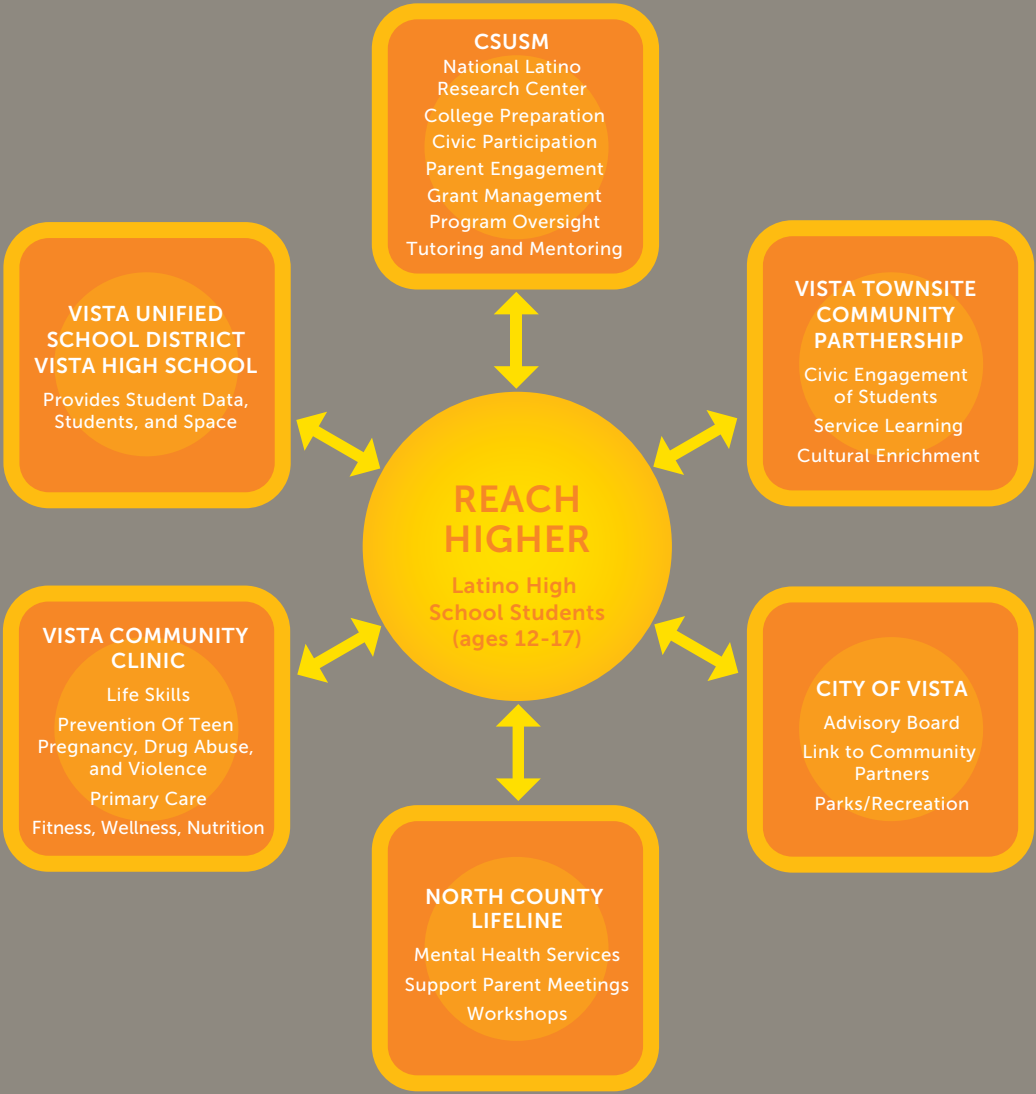 CSUSM
National Latino
Research Center
College Preparation
Civic Participation
Parent Engagement
Grant Management
Program Oversight
Tutoring and Mentoring
VISTA UNIFIED
SCHOOL DISTRICT
VISTA HIGH SCHOOL
Provides Student Data,
Students, and Space
VISTA TOWNSITE
COMMUNITY
PARTHERSHIP
Civic Engagement
of Students
Service Learning
Cultural Enrichment
REACH
HIGHER
Latino High
School Students
(ages 12-17)
VISTA COMMUNITY
CLINIC
Life Skills
Prevention Of Teen
Pregnancy, Drug Abuse,
and Violence
Primary Care
Fitness, Wellness, Nutrition
CITY OF VISTA
Advisory Board
Link to Community
Partners
Parks/Recreation
NORTH COUNTY
LIFELINE
Mental Health Services
Support Parent Meetings
Workshops